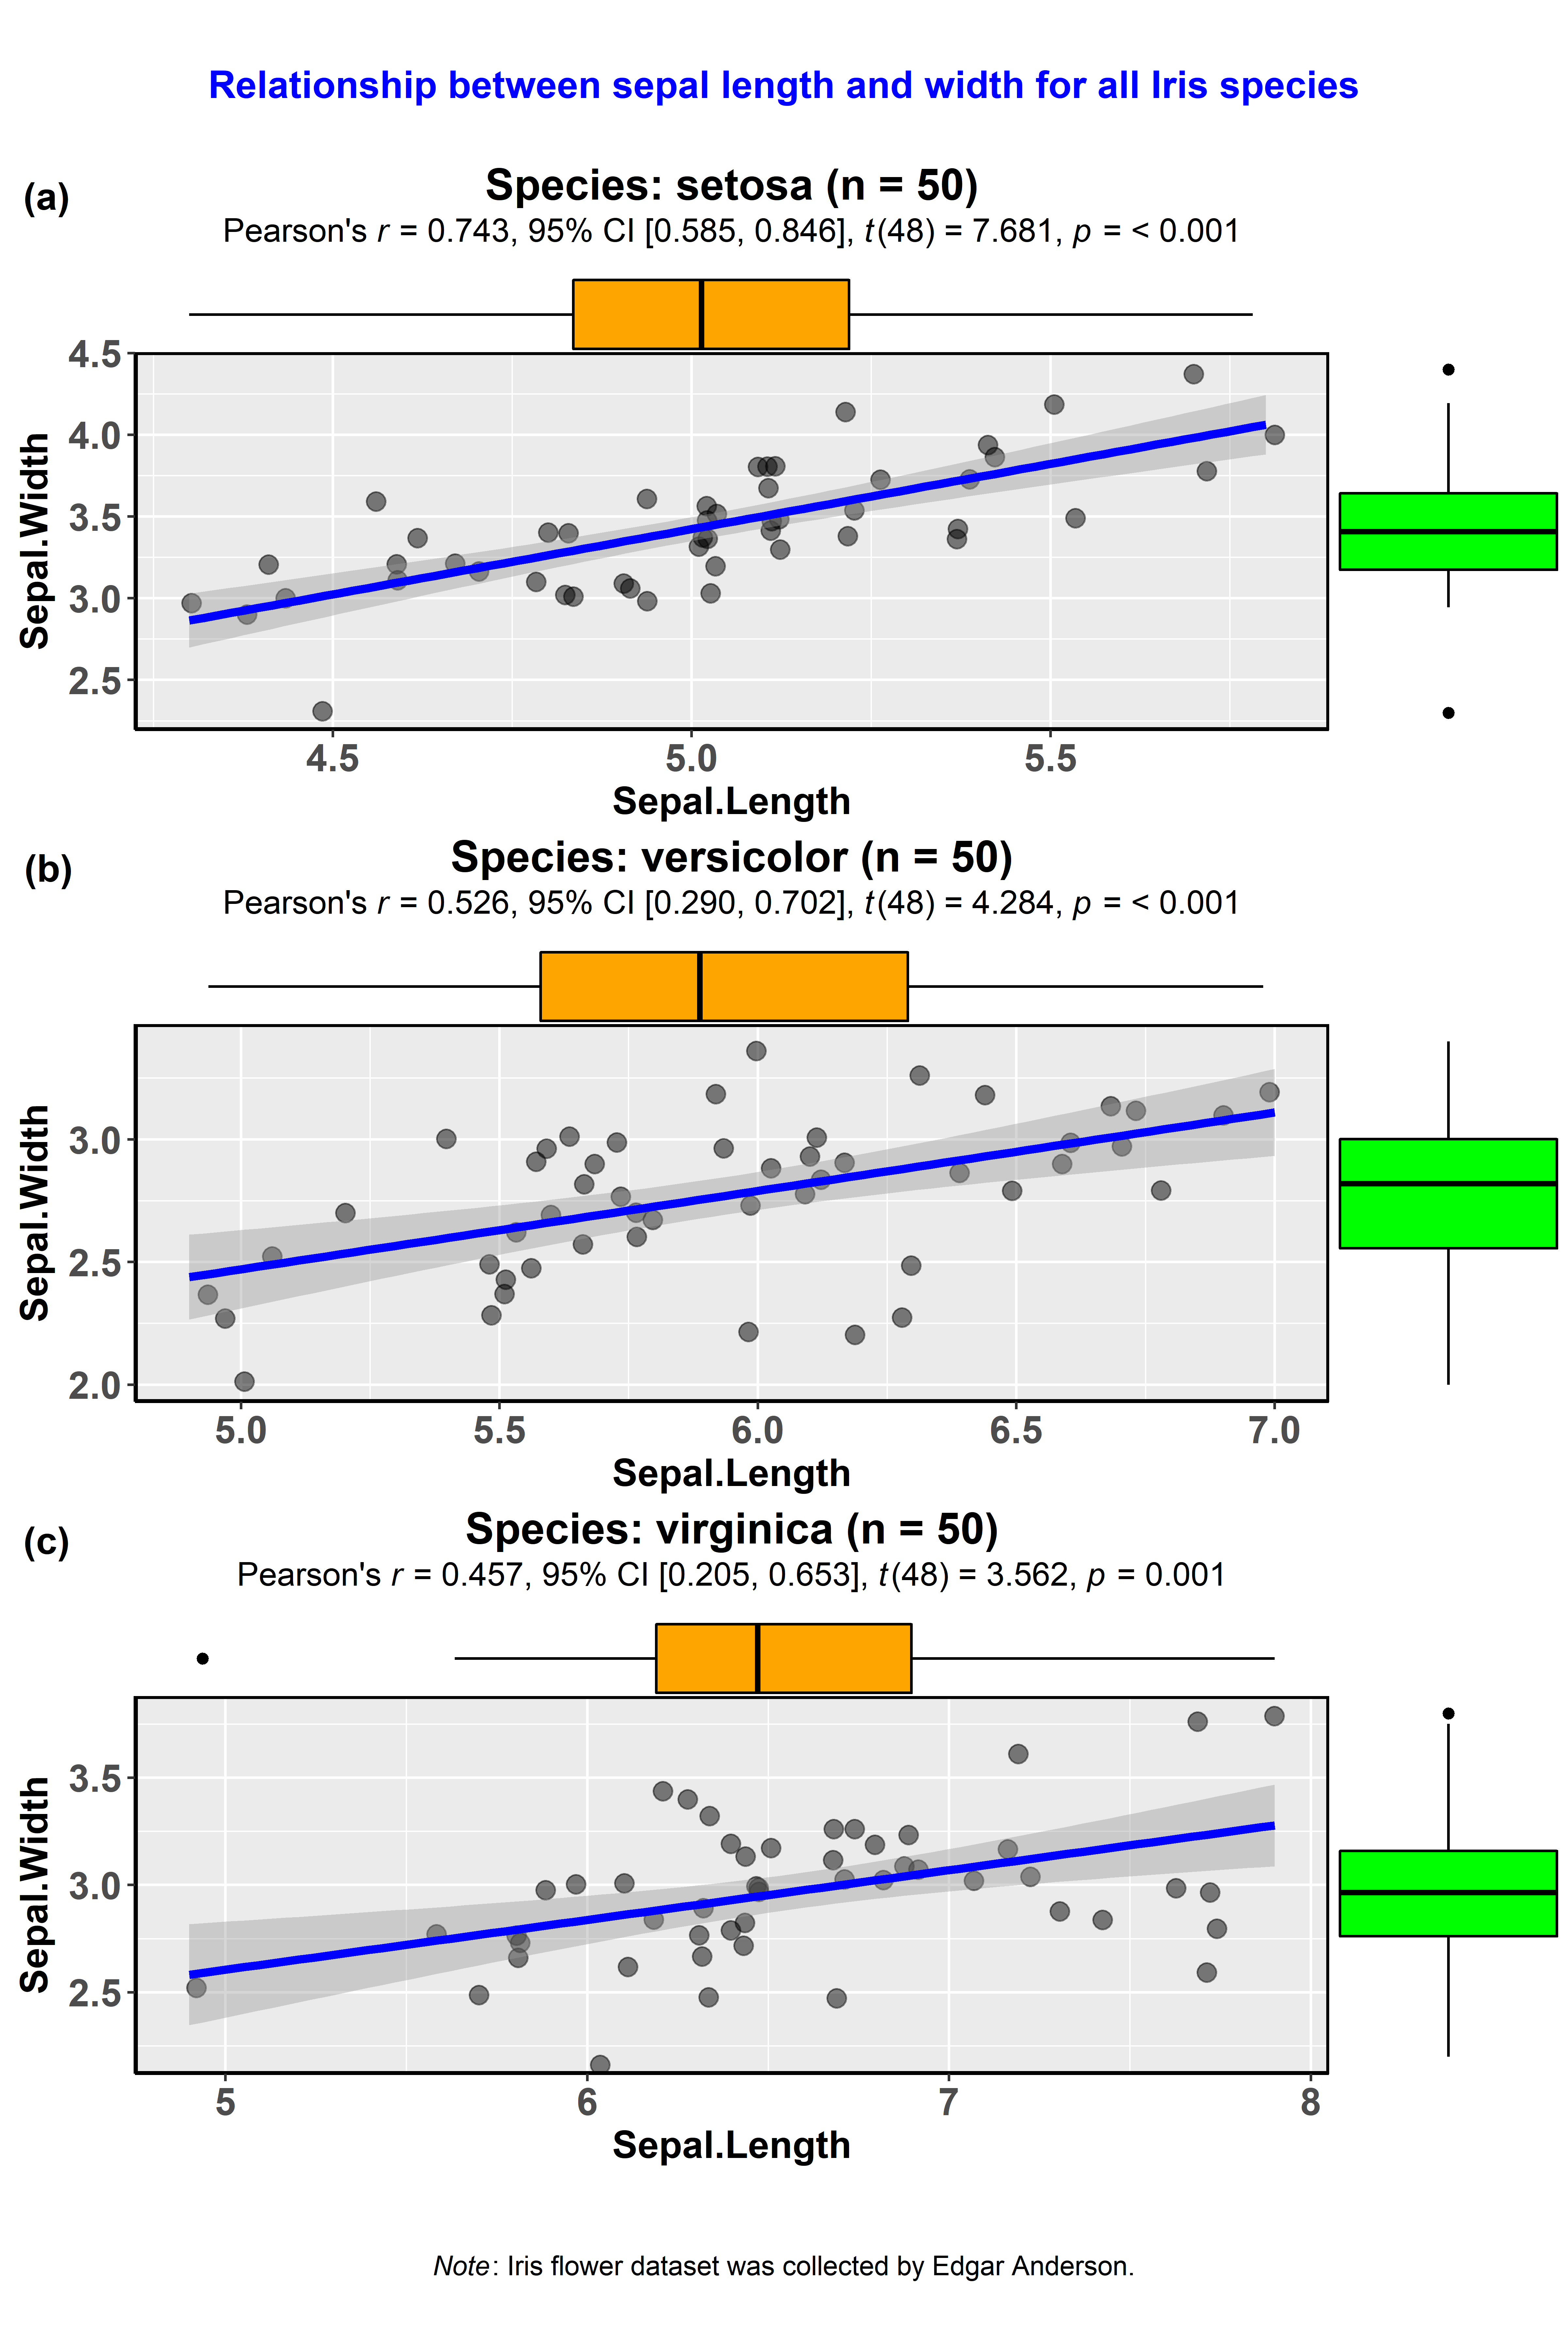 Relationship between sepal length and width for all Iris species
(a)
Species: setosa (n = 50)
Pearson's r = 0.743, 95% CI [0.585, 0.846], t(48) = 7.681, p = < 0.001
4.5
4.0
3.5
3.0
2.5
Sepal.Width
4.5 5.0 5.5
Sepal.Length
(b)
Species: versicolor (n = 50)
Pearson's r = 0.526, 95% CI [0.290, 0.702], t(48) = 4.284, p = < 0.001
3.0
2.5
2.0
Sepal.Width
5.0 5.5 6.0 6.5 7.0
Sepal.Length
(c)
Species: virginica (n = 50)
Pearson's r = 0.457, 95% CI [0.205, 0.653], t(48) = 3.562, p = 0.001
3.5
3.0
2.5
Sepal.Width
5 6 7 8
Sepal.Length
Note: Iris flower dataset was collected by Edgar Anderson.